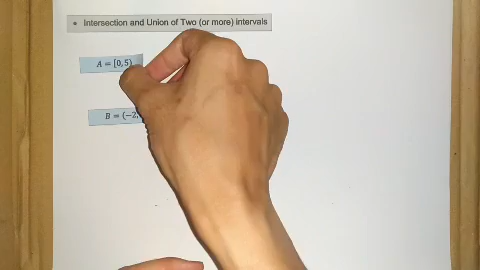 ▪ Intersection and Union of Two (or more) intervals
A = [0,5)
B = (−2,